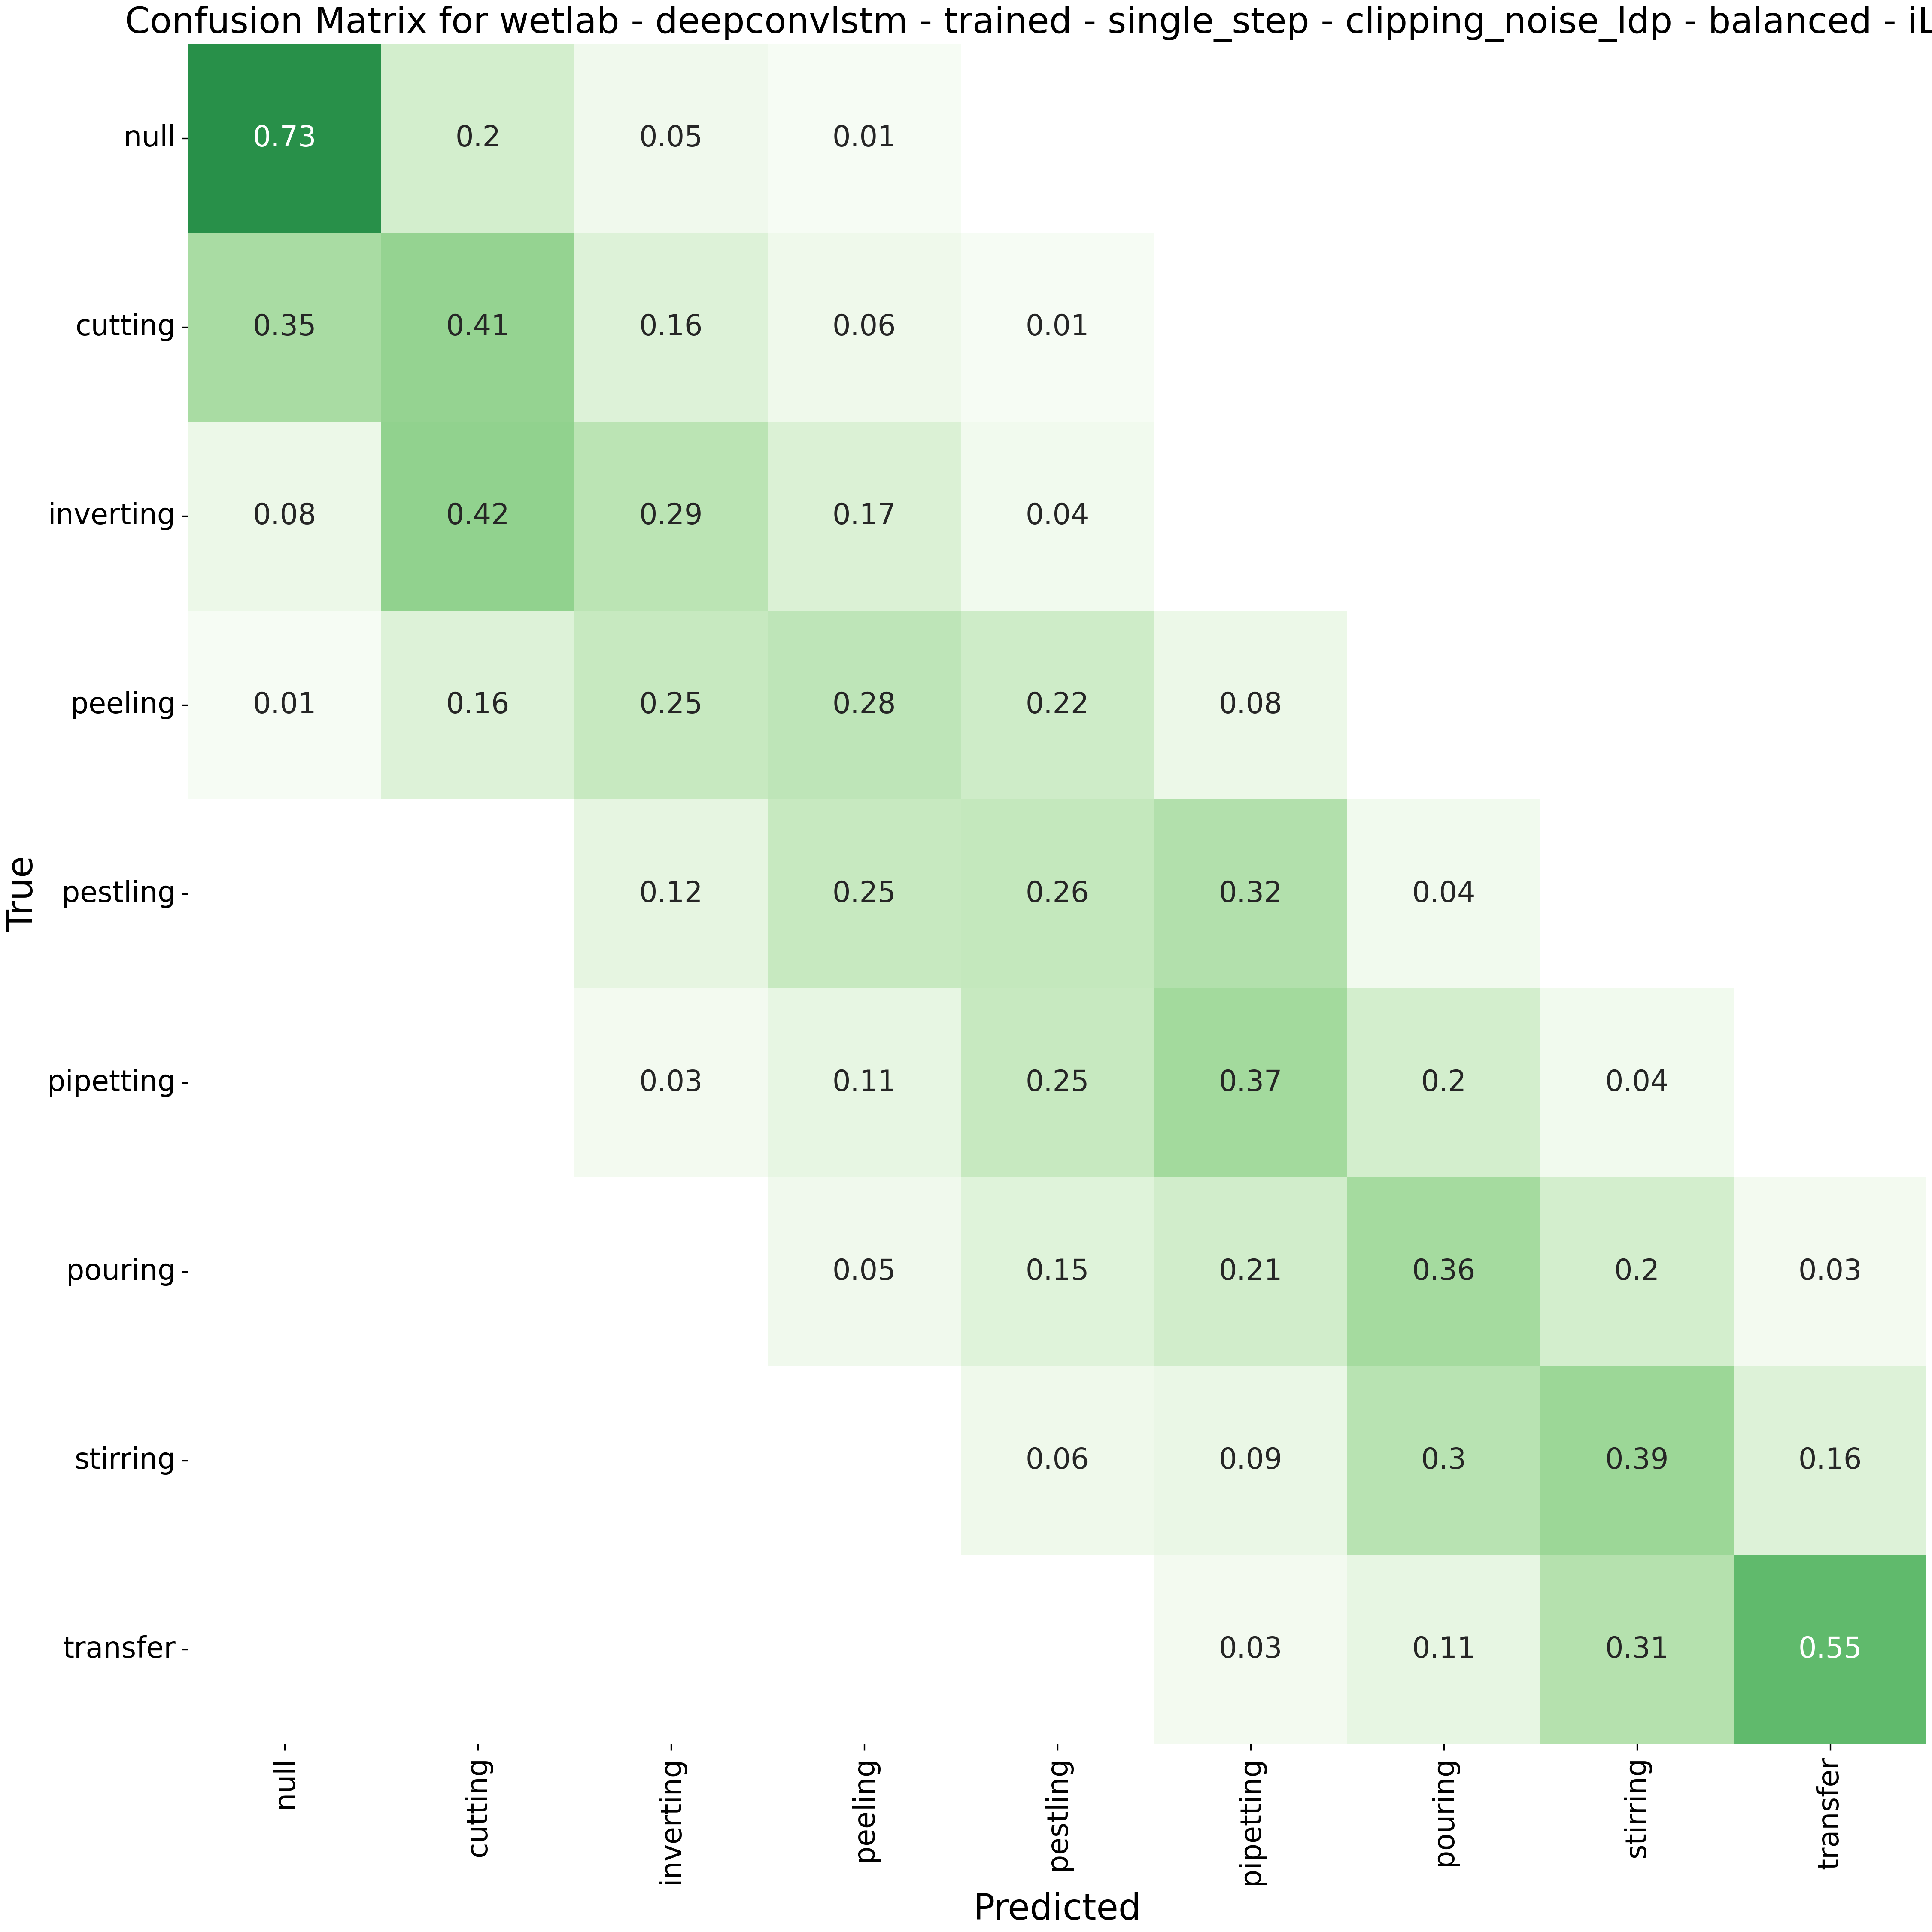 Confusion Matrix for wetlab - deepconvlstm - trained - single_step - clipping_noise_ldp - balanced - iL
null 0.73 0.2 0.05 0.01
cutting 0.35 0.41 0.16 0.06 0.01
inverting 0.08 0.42 0.29 0.17 0.04
peeling 0.01 0.16 0.25 0.28 0.22 0.08
pestling 0.12 0.25 0.26 0.32 0.04
pipetting 0.03 0.11 0.25 0.37 0.2 0.04
pouring 0.05 0.15 0.21 0.36 0.2 0.03
stirring 0.06 0.09 0.3 0.39 0.16
transfer 0.03 0.11 0.31 0.55
True
null cutting inverting peeling pestling pipetting pouring stirring transfer
Predicted